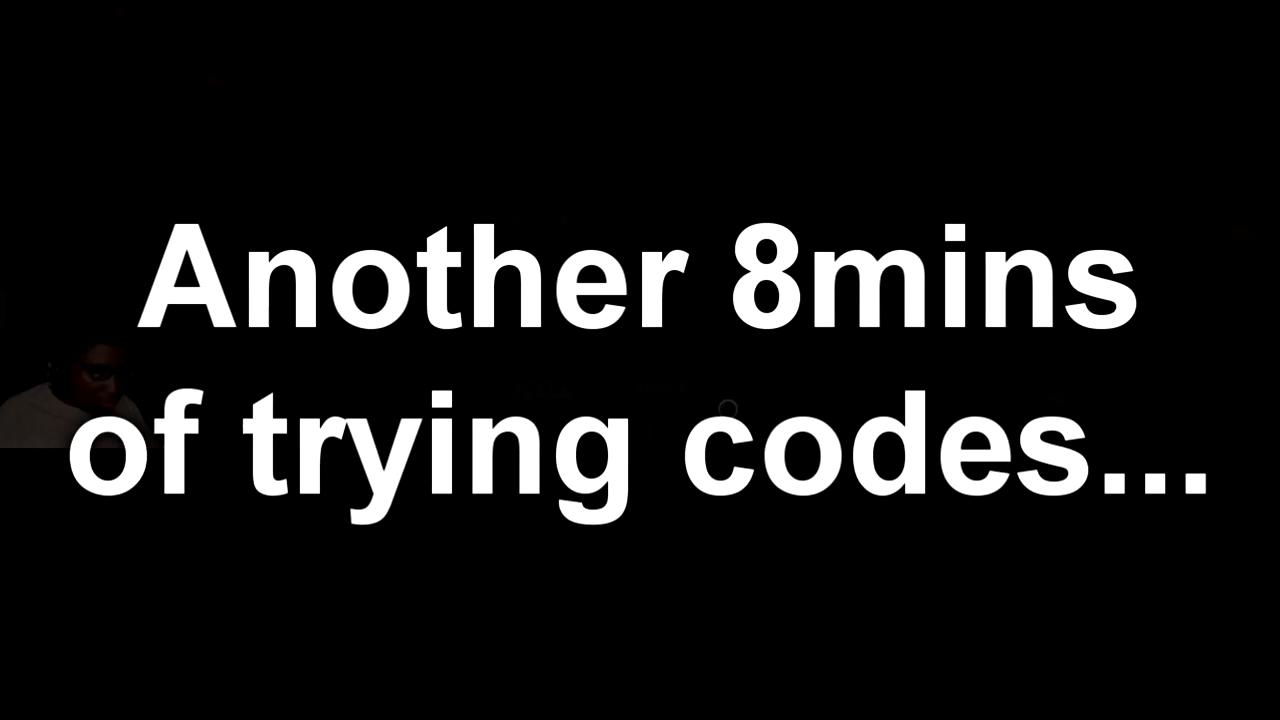 Another 8mins
of trying codes...